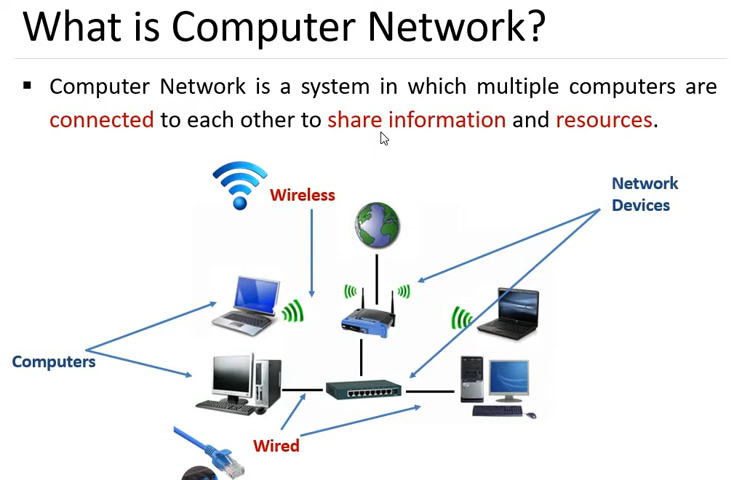 What is Computer Network?
▪ Computer Network is a system in which multiple computers are
connected to each other to share information and resources.
Wireless
Network
Devices
Computers
Wired